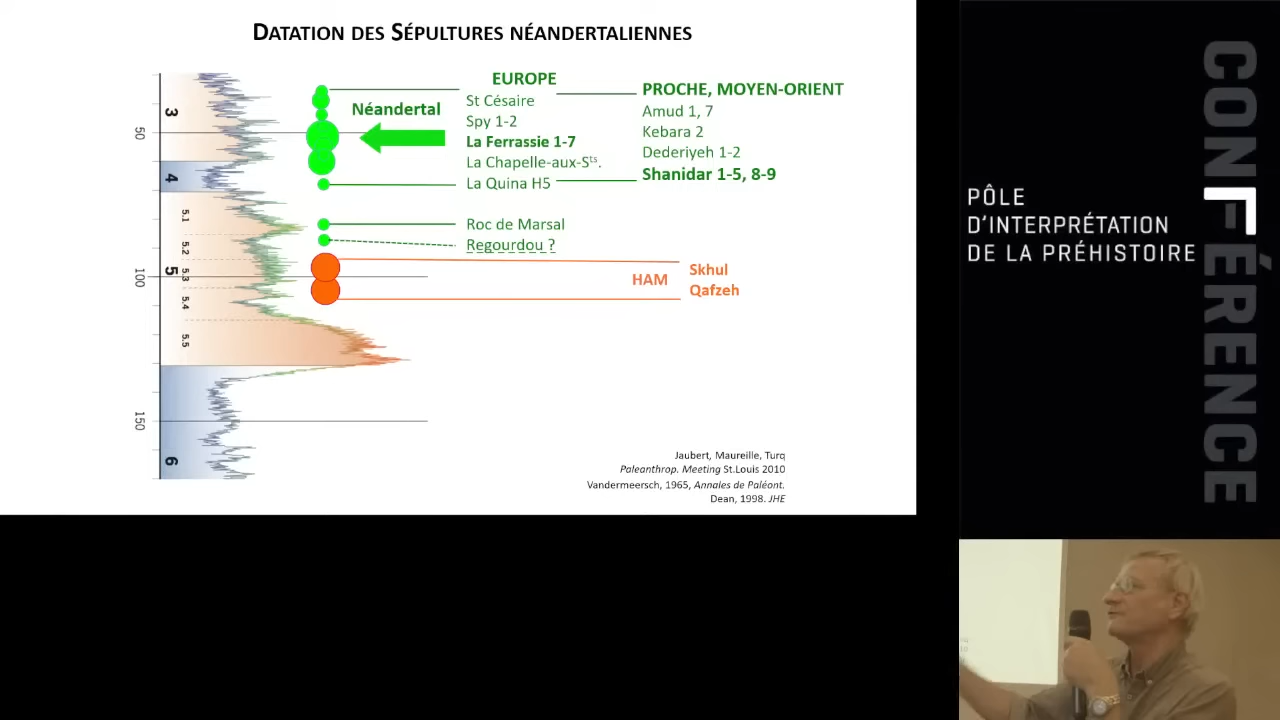 DATATION DES SÉPULTURES NÉANDERTALIENNES
3
50
4
5.1
5.2
5
5.3
100
5.4
5.5
150
6
Néandertal
EUROPE
St Césaire
Spy 1-2
La Ferrassie 1-7
La Chapelle-aux-Sts.
La Quina H5
Roc de Marsal
Regourdou ?
PROCHE, MOYEN-ORIENT
Amud 1, 7
Kebara 2
Dederiyeh 1-2
Shanidar 1-5, 8-9
HAM
Skhul
Qafzeh
Jaubert, Maureille, Turq
Paleanthrop. Meeting St.Louis 2010
Vandermeersch, 1965, Annales de Paléont.
Dean, 1998. JHE
PÔLE
D'INTERPRÉTATION
DE LA PRÉHISTOIRE
CONFÉRENCE